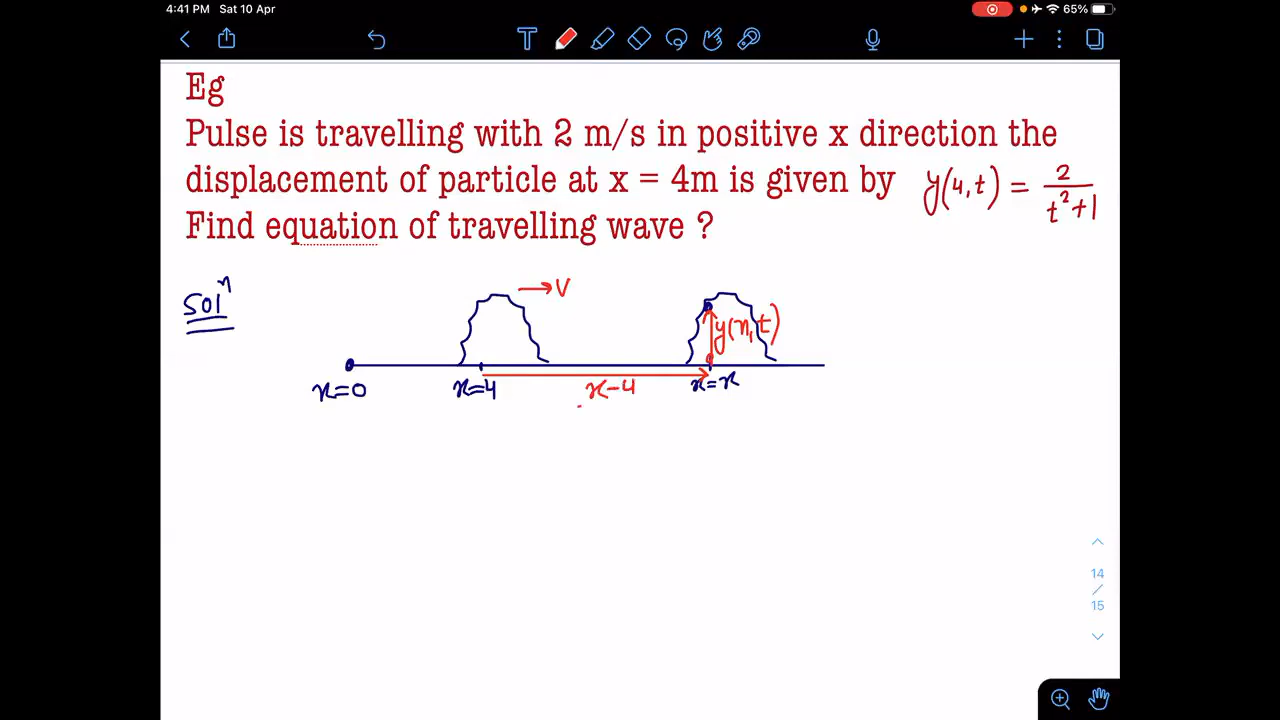 4:41 PM Sat 10 Apr
65%
Eg
Pulse is travelling with 2 m/s in positive x direction the
displacement of particle at x = 4m is given by y(4,t) = 2/(t²+1)
Find equation of travelling wave ?
Solⁿ
→ V
y(x,t)
x=0 x=4 x-4 x=x
14
/
15